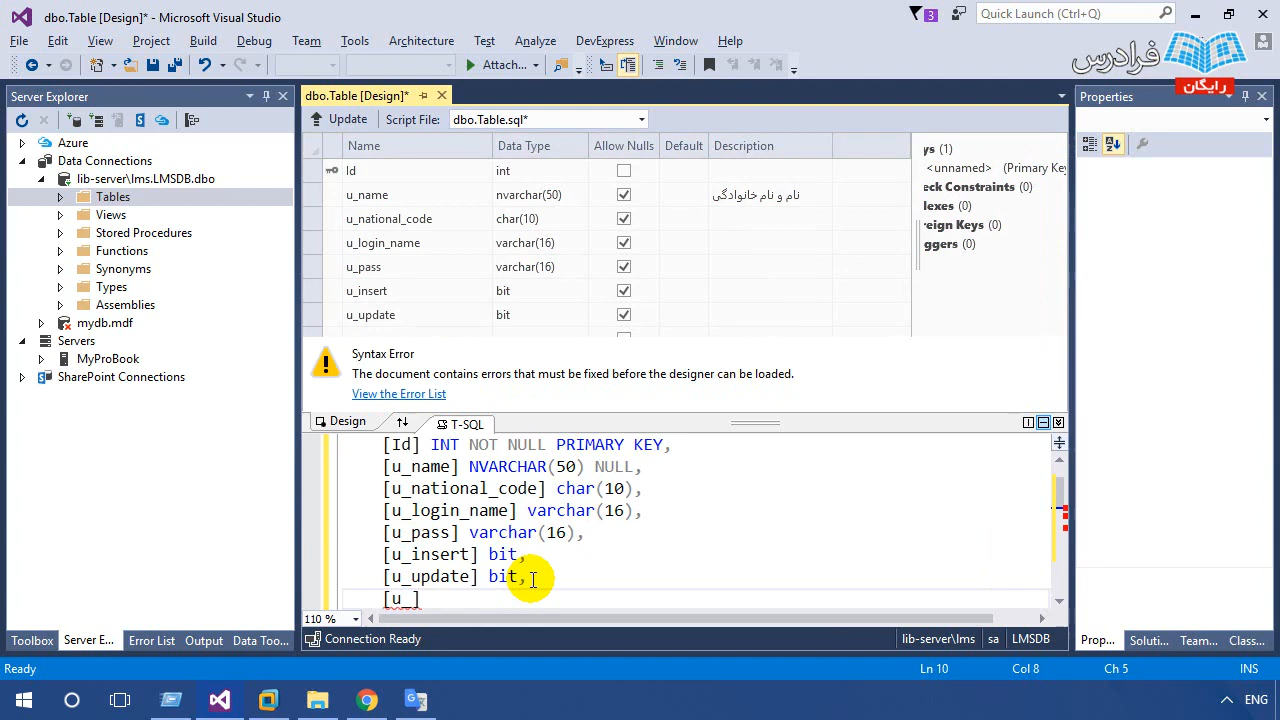 dbo.Table [Design]* - Microsoft Visual Studio
3
Quick Launch (Ctrl+Q)
File Edit View Project Build Debug Team Tools Architecture Test Analyze DevExpress Window Help
Attach...
فرادرس
رایگان
Server Explorer
dbo.Table [Design]*
Properties
Update
Script File:
dbo.Table.sql*
Azure
Data Connections
lib-server\lms.LMSDB.dbo
Tables
Views
Stored Procedures
Functions
Synonyms
Types
Assemblies
mydb.mdf
Servers
MyProBook
SharePoint Connections
Name Data Type Allow Nulls Default Description
Id int
u_name nvarchar(50) نام و نام خانوادگی
u_national_code char(10)
u_login_name varchar(16)
u_pass varchar(16)
u_insert bit
u_update bit
ys (1)
<unnamed> (Primary Key
eck Constraints (0)
lexes (0)
reign Keys (0)
ggers (0)
Syntax Error
The document contains errors that must be fixed before the designer can be loaded.
View the Error List
Design
T-SQL
[Id] INT NOT NULL PRIMARY KEY,
[u_name] NVARCHAR(50) NULL,
[u_national_code] char(10),
[u_login_name] varchar(16),
[u_pass] varchar(16),
[u_insert] bit,
[u_update] bit,
[u_]
110 %
Connection Ready
lib-server\lms sa LMSDB
Toolbox Server E... Error List Output Data Too...
Prop... Soluti... Team... Class...
Ready
Ln 10 Col 8 Ch 5 INS
ENG